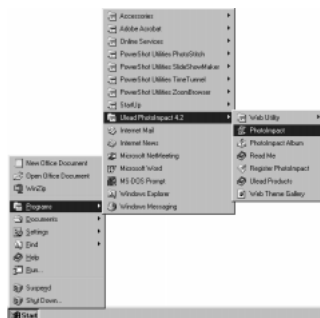 Accessories
Adobe Acrobat
Online Services
PowerShot Utilities PhotoStitch
PowerShot Utilities SlideShowMaker
PowerShot Utilities TimeTunnel
PowerShot Utilities ZoomBrowser
StartUp
Ulead PhotoImpact 4.2
Internet Mail
Internet News
Microsoft NetMeeting
Microsoft Word
MS-DOS Prompt
Windows Explorer
Windows Messaging
Web Utility
PhotoImpact
PhotoImpact Album
Read Me
Register PhotoImpact
Ulead Products
Web Theme Gallery
New Office Document
Open Office Document
WinZip
Programs
Documents
Settings
Find
Help
Run...
Suspend
Shut Down...
Start